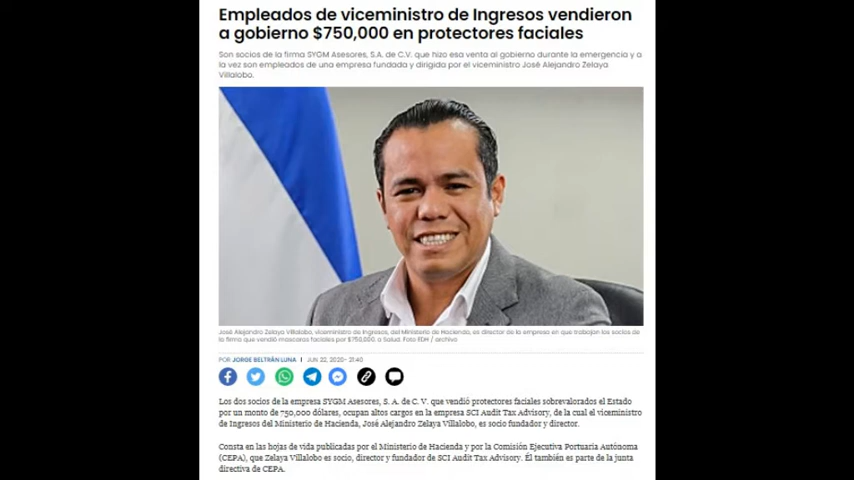 Empleados de viceministro de Ingresos vendieron
a gobierno $750,000 en protectores faciales
Son socios de la firma SYGM Asesores, S.A. de C.V. que hizo esa venta al gobierno durante la emergencia y a
la vez son empleados de una empresa fundada y dirigida por el viceministro José Alejandro Zelaya
Villalobo.
José Alejandro Zelaya Villalobo, viceministro de Ingresos, del Ministerio de Hacienda, es director de la empresa en que trabajan los socios de
la firma que vendió mascaras faciales por $750,000. a Salud. Foto EDH / archivo
POR JORGE BELTRÁN LUNA | JUN 22, 2020- 21:40
Los dos socios de la empresa SYGM Asesores, S. A. de C. V. que vendió protectores faciales sobrevalorados el Estado
por un monto de 750,000 dólares, ocupan altos cargos en la empresa SCI Audit Tax Advisory, de la cual el viceministro
de Ingresos del Ministerio de Hacienda, José Alejandro Zelaya Villalobo, es socio fundador y director.
Consta en las hojas de vida publicadas por el Ministerio de Hacienda y por la Comisión Ejecutiva Portuaria Autónoma
(CEPA), que Zelaya Villalobo es socio, director y fundador de SCI Audit Tax Advisory. Él también es parte de la junta
directiva de CEPA.